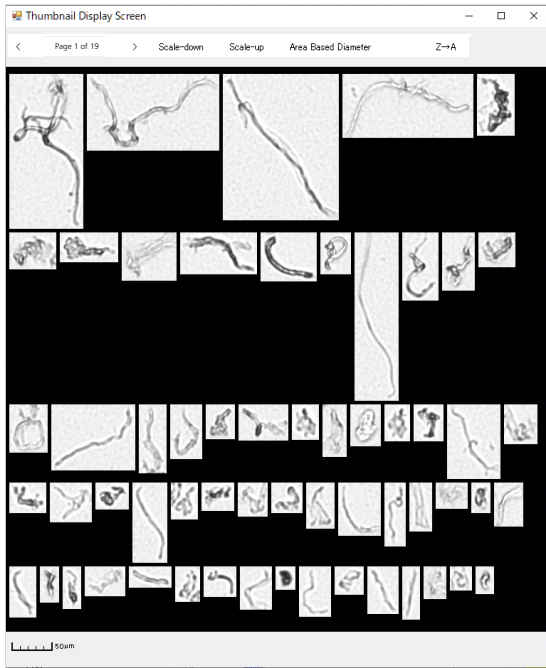 Thumbnail Display Screen
< Page 1 of 19 > Scale-down Scale-up Area Based Diameter Z→A
50μm